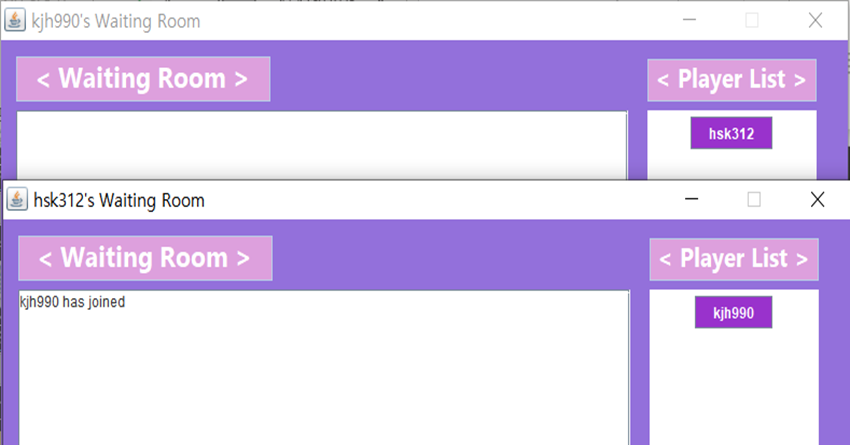 kjh990's Waiting Room
< Waiting Room >
< Player List >
hsk312
hsk312's Waiting Room
< Waiting Room >
< Player List >
kjh990 has joined
kjh990